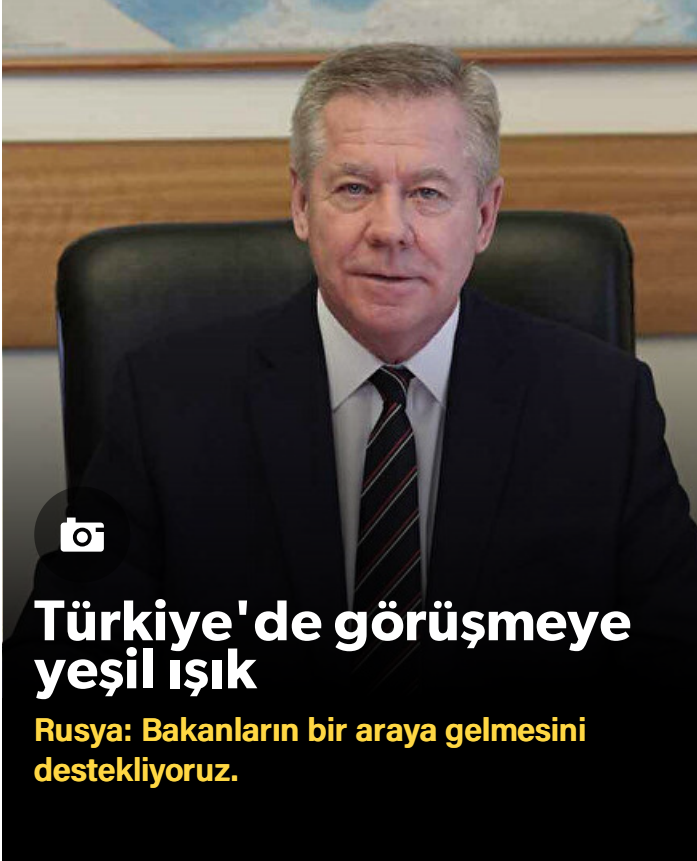 Türkiye'de görüşmeye
yeşil ışık
Rusya: Bakanların bir araya gelmesini
destekliyoruz.